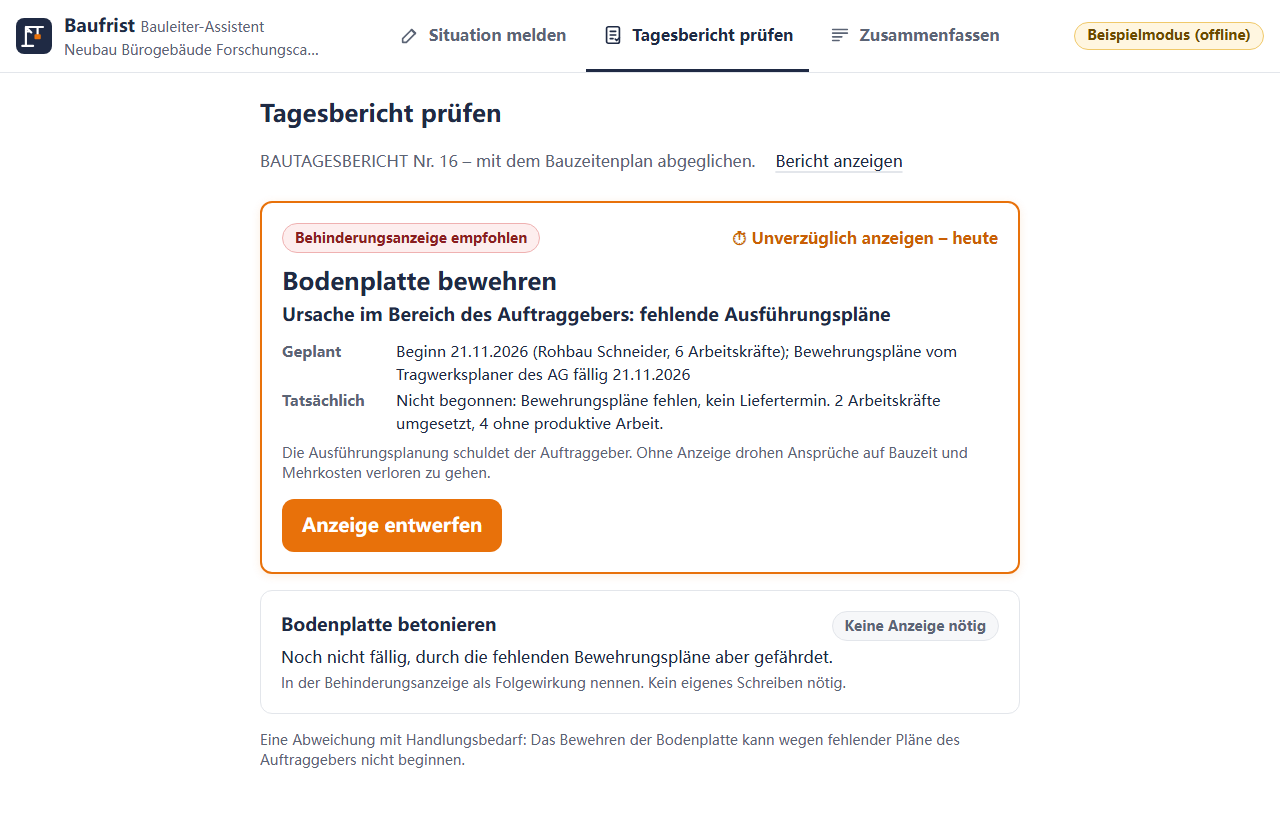 Baufrist Bauleiter-Assistent
Neubau Bürogebäude Forschungsca…
Situation melden
Tagesbericht prüfen
Zusammenfassen
Beispielmodus (offline)
Tagesbericht prüfen
BAUTAGESBERICHT Nr. 16 – mit dem Bauzeitenplan abgeglichen. Bericht anzeigen
Behinderungsanzeige empfohlen
Unverzüglich anzeigen – heute
Bodenplatte bewehren
Ursache im Bereich des Auftraggebers: fehlende Ausführungspläne
Geplant Beginn 21.11.2026 (Rohbau Schneider, 6 Arbeitskräfte); Bewehrungspläne vom
Tragwerksplaner des AG fällig 21.11.2026
Tatsächlich Nicht begonnen: Bewehrungspläne fehlen, kein Liefertermin. 2 Arbeitskräfte
umgesetzt, 4 ohne produktive Arbeit.
Die Ausführungsplanung schuldet der Auftraggeber. Ohne Anzeige drohen Ansprüche auf Bauzeit und
Mehrkosten verloren zu gehen.
Anzeige entwerfen
Bodenplatte betonieren
Keine Anzeige nötig
Noch nicht fällig, durch die fehlenden Bewehrungspläne aber gefährdet.
In der Behinderungsanzeige als Folgewirkung nennen. Kein eigenes Schreiben nötig.
Eine Abweichung mit Handlungsbedarf: Das Bewehren der Bodenplatte kann wegen fehlender Pläne des
Auftraggebers nicht beginnen.